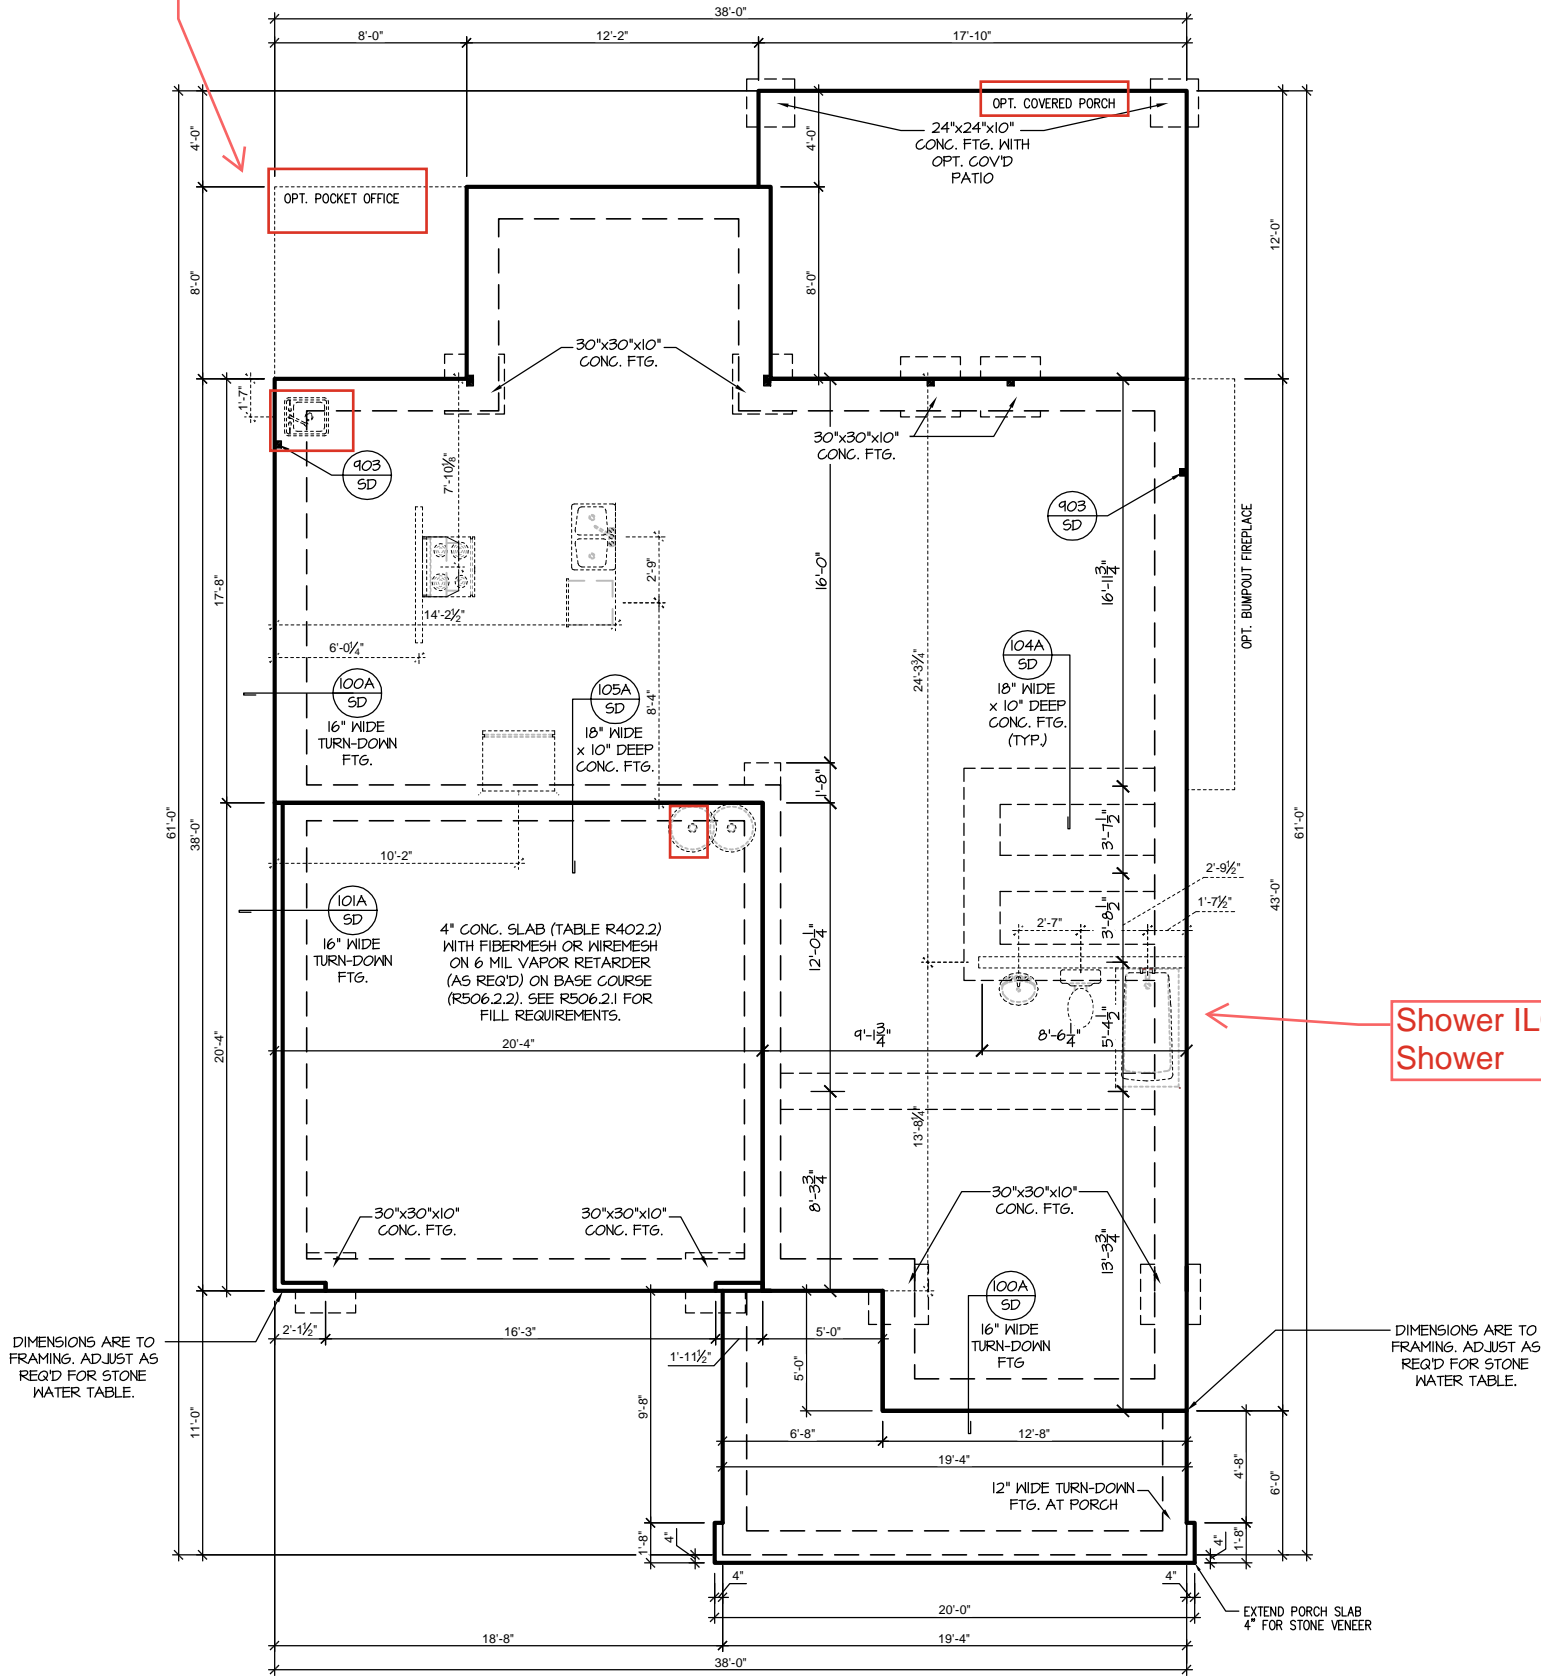 38'-0"
8'-0"
12'-2"
17'-10"
OPT. COVERED PORCH
24"x24"x10"
CONC. FTG. WITH
OPT. COV'D
PATIO
4'-0"
4'-0"
OPT. POCKET OFFICE
12'-0"
8'-0"
8'-0"
30"x30"x10"
CONC. FTG.
1'-7"
30"x30"x10"
CONC. FTG.
903
SD
7'-10⅛"
903
SD
OPT. BUMPOUT FIREPLACE
16'-0"
16'-1¾"
2'-9"
17'-8"
14'-2½"
6'-0¼"
24'-3¾"
104A
SD
18" WIDE
x 10" DEEP
CONC. FTG.
(TYP.)
100A
SD
16" WIDE
TURN-DOWN
FTG.
105A
SD
18" WIDE
x 10" DEEP
CONC. FTG.
8'-4"
1'-8"
61'-0"
38'-0"
61'-0"
3'-7½"
10'-2"
2'-9½"
43'-0"
1'-7½"
101A
SD
16" WIDE
TURN-DOWN
FTG.
4" CONC. SLAB (TABLE R402.2)
WITH FIBERMESH OR WIREMESH
ON 6 MIL VAPOR RETARDER
(AS REQ'D) ON BASE COURSE
(R506.2.2). SEE R506.2.1 FOR
FILL REQUIREMENTS.
3'-8½"
2'-7"
12'-0¼"
Shower IL
Shower
20'-4"
20'-4"
9'-1¾"
8'-6¼"
5'-4½"
13'-8¼"
8'-3¾"
30"x30"x10"
CONC. FTG.
30"x30"x10"
CONC. FTG.
30"x30"x10"
CONC. FTG.
13'-3¾"
100A
SD
16" WIDE
TURN-DOWN
FTG
2'-1½"
16'-3"
1'-11½"
5'-0"
5'-0"
DIMENSIONS ARE TO
FRAMING. ADJUST AS
REQ'D FOR STONE
WATER TABLE.
DIMENSIONS ARE TO
FRAMING. ADJUST AS
REQ'D FOR STONE
WATER TABLE.
11'-0"
9'-8"
6'-8"
12'-8"
19'-4"
4'-8"
6'-0"
12" WIDE TURN-DOWN
FTG. AT PORCH
1'-8"
4"
4"
1'-8"
4"
4"
20'-0"
EXTEND PORCH SLAB
4" FOR STONE VENEER
18'-8"
19'-4"
38'-0"